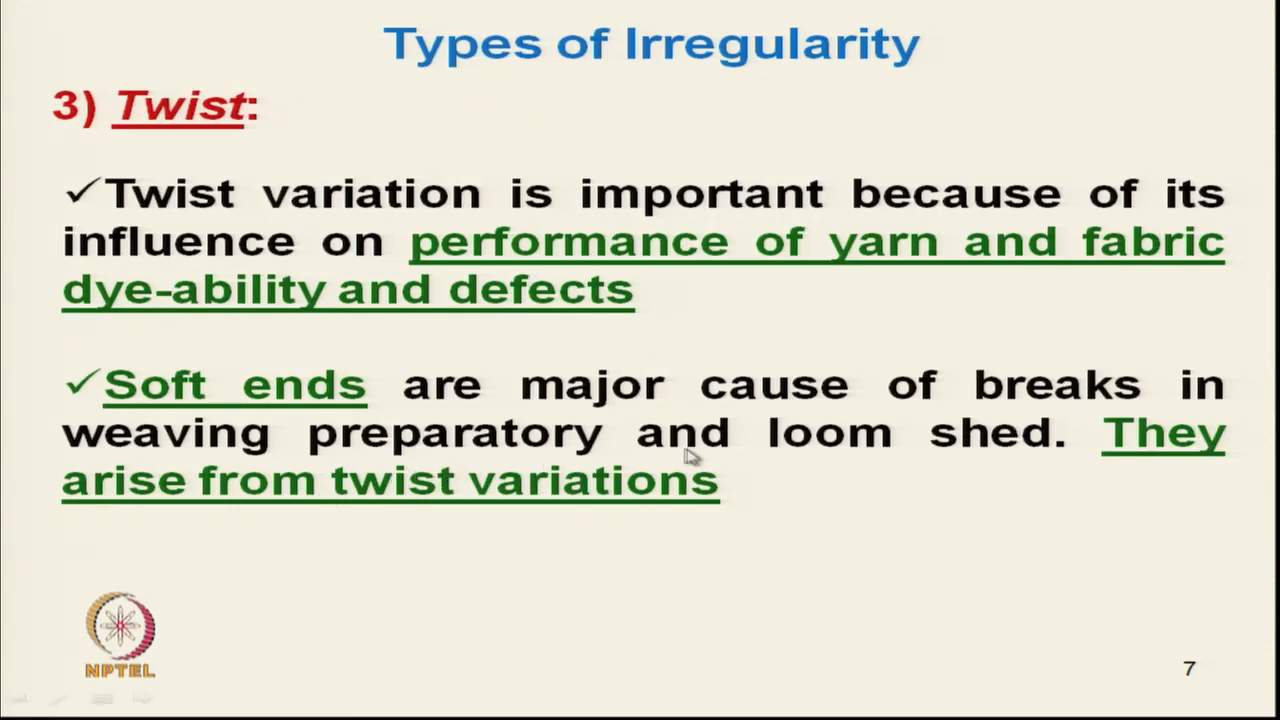 Types of Irregularity
3) Twist:
✓Twist variation is important because of its
influence on performance of yarn and fabric
dye-ability and defects
✓Soft ends are major cause of breaks in
weaving preparatory and loom shed. They
arise from twist variations
NPTEL
7